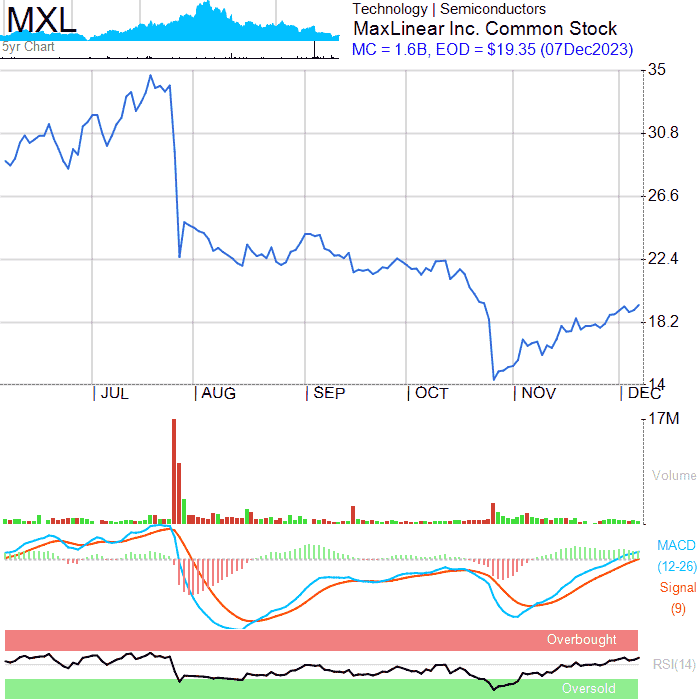 MXL
5yr Chart
Technology | Semiconductors
MaxLinear Inc. Common Stock
MC = 1.6B, EOD = $19.35 (07Dec2023)
35
30.8
26.6
22.4
18.2
14
JUL
AUG
SEP
OCT
NOV
DEC
17M
Volume
MACD
(12-26)
Signal
(9)
Overbought
RSI(14)
Oversold